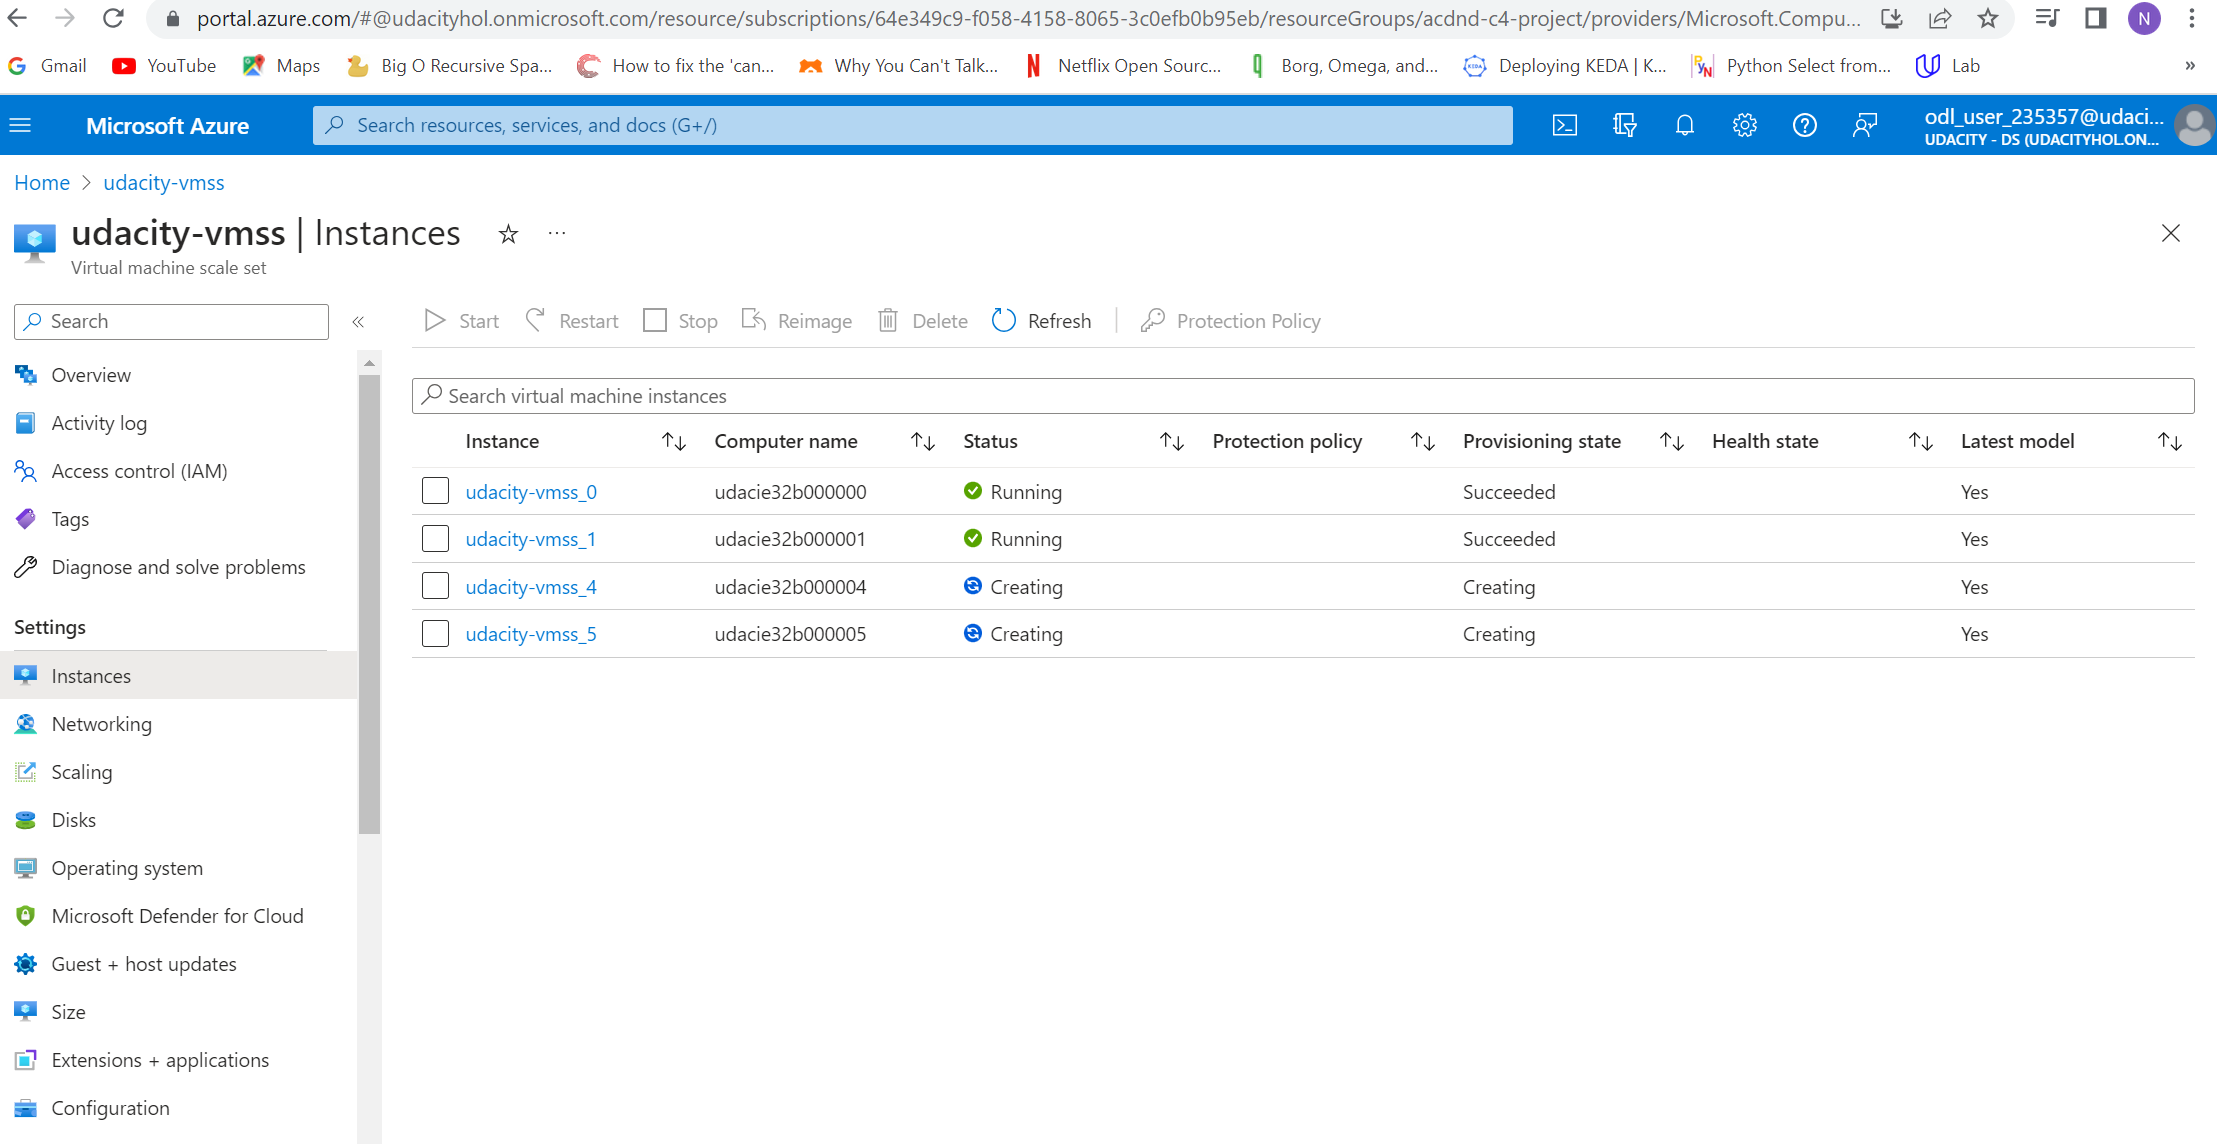 portal.azure.com/#@udacityhol.onmicrosoft.com/resource/subscriptions/64e349c9-f058-4158-8065-3c0efb0b95eb/resourceGroups/acdnd-c4-project/providers/Microsoft.Compu... N
Gmail YouTube Maps Big O Recursive Spa... How to fix the 'can... Why You Can't Talk... Netflix Open Sourc... Borg, Omega, and... Deploying KEDA | K... Python Select from... Lab »
Microsoft Azure Search resources, services, and docs (G+/) odl_user_235357@udaci...
UDACITY - DS (UDACITYHOL.ON...
Home > udacity-vmss
udacity-vmss | Instances ...
Virtual machine scale set
Search «
Start Restart Stop Reimage Delete Refresh Protection Policy
Overview
Activity log
Access control (IAM)
Tags
Diagnose and solve problems
Settings
Instances
Networking
Scaling
Disks
Operating system
Microsoft Defender for Cloud
Guest + host updates
Size
Extensions + applications
Configuration
Search virtual machine instances
Instance Computer name Status Protection policy Provisioning state Health state Latest model
udacity-vmss_0 udacie32b000000 Running Succeeded Yes
udacity-vmss_1 udacie32b000001 Running Succeeded Yes
udacity-vmss_4 udacie32b000004 Creating Creating Yes
udacity-vmss_5 udacie32b000005 Creating Creating Yes